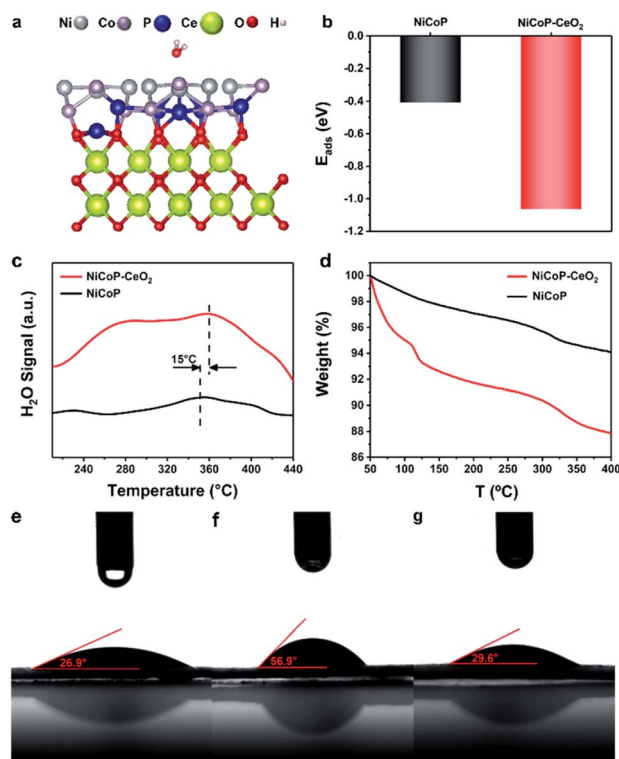 a
Ni Co P Ce O H
b
NiCoP NiCoP-CeO₂
0.0
-0.2
-0.4
-0.6
-0.8
-1.0
-1.2
E_ads (eV)
c
NiCoP-CeO₂
NiCoP
15°C
H₂O Signal (a.u.)
240 280 320 360 400 440
Temperature (°C)
d
NiCoP-CeO₂
NiCoP
100
98
96
94
92
90
88
86
Weight (%)
50 100 150 200 250 300 350 400
T (ºC)
e f g
26.9° 56.9° 29.6°